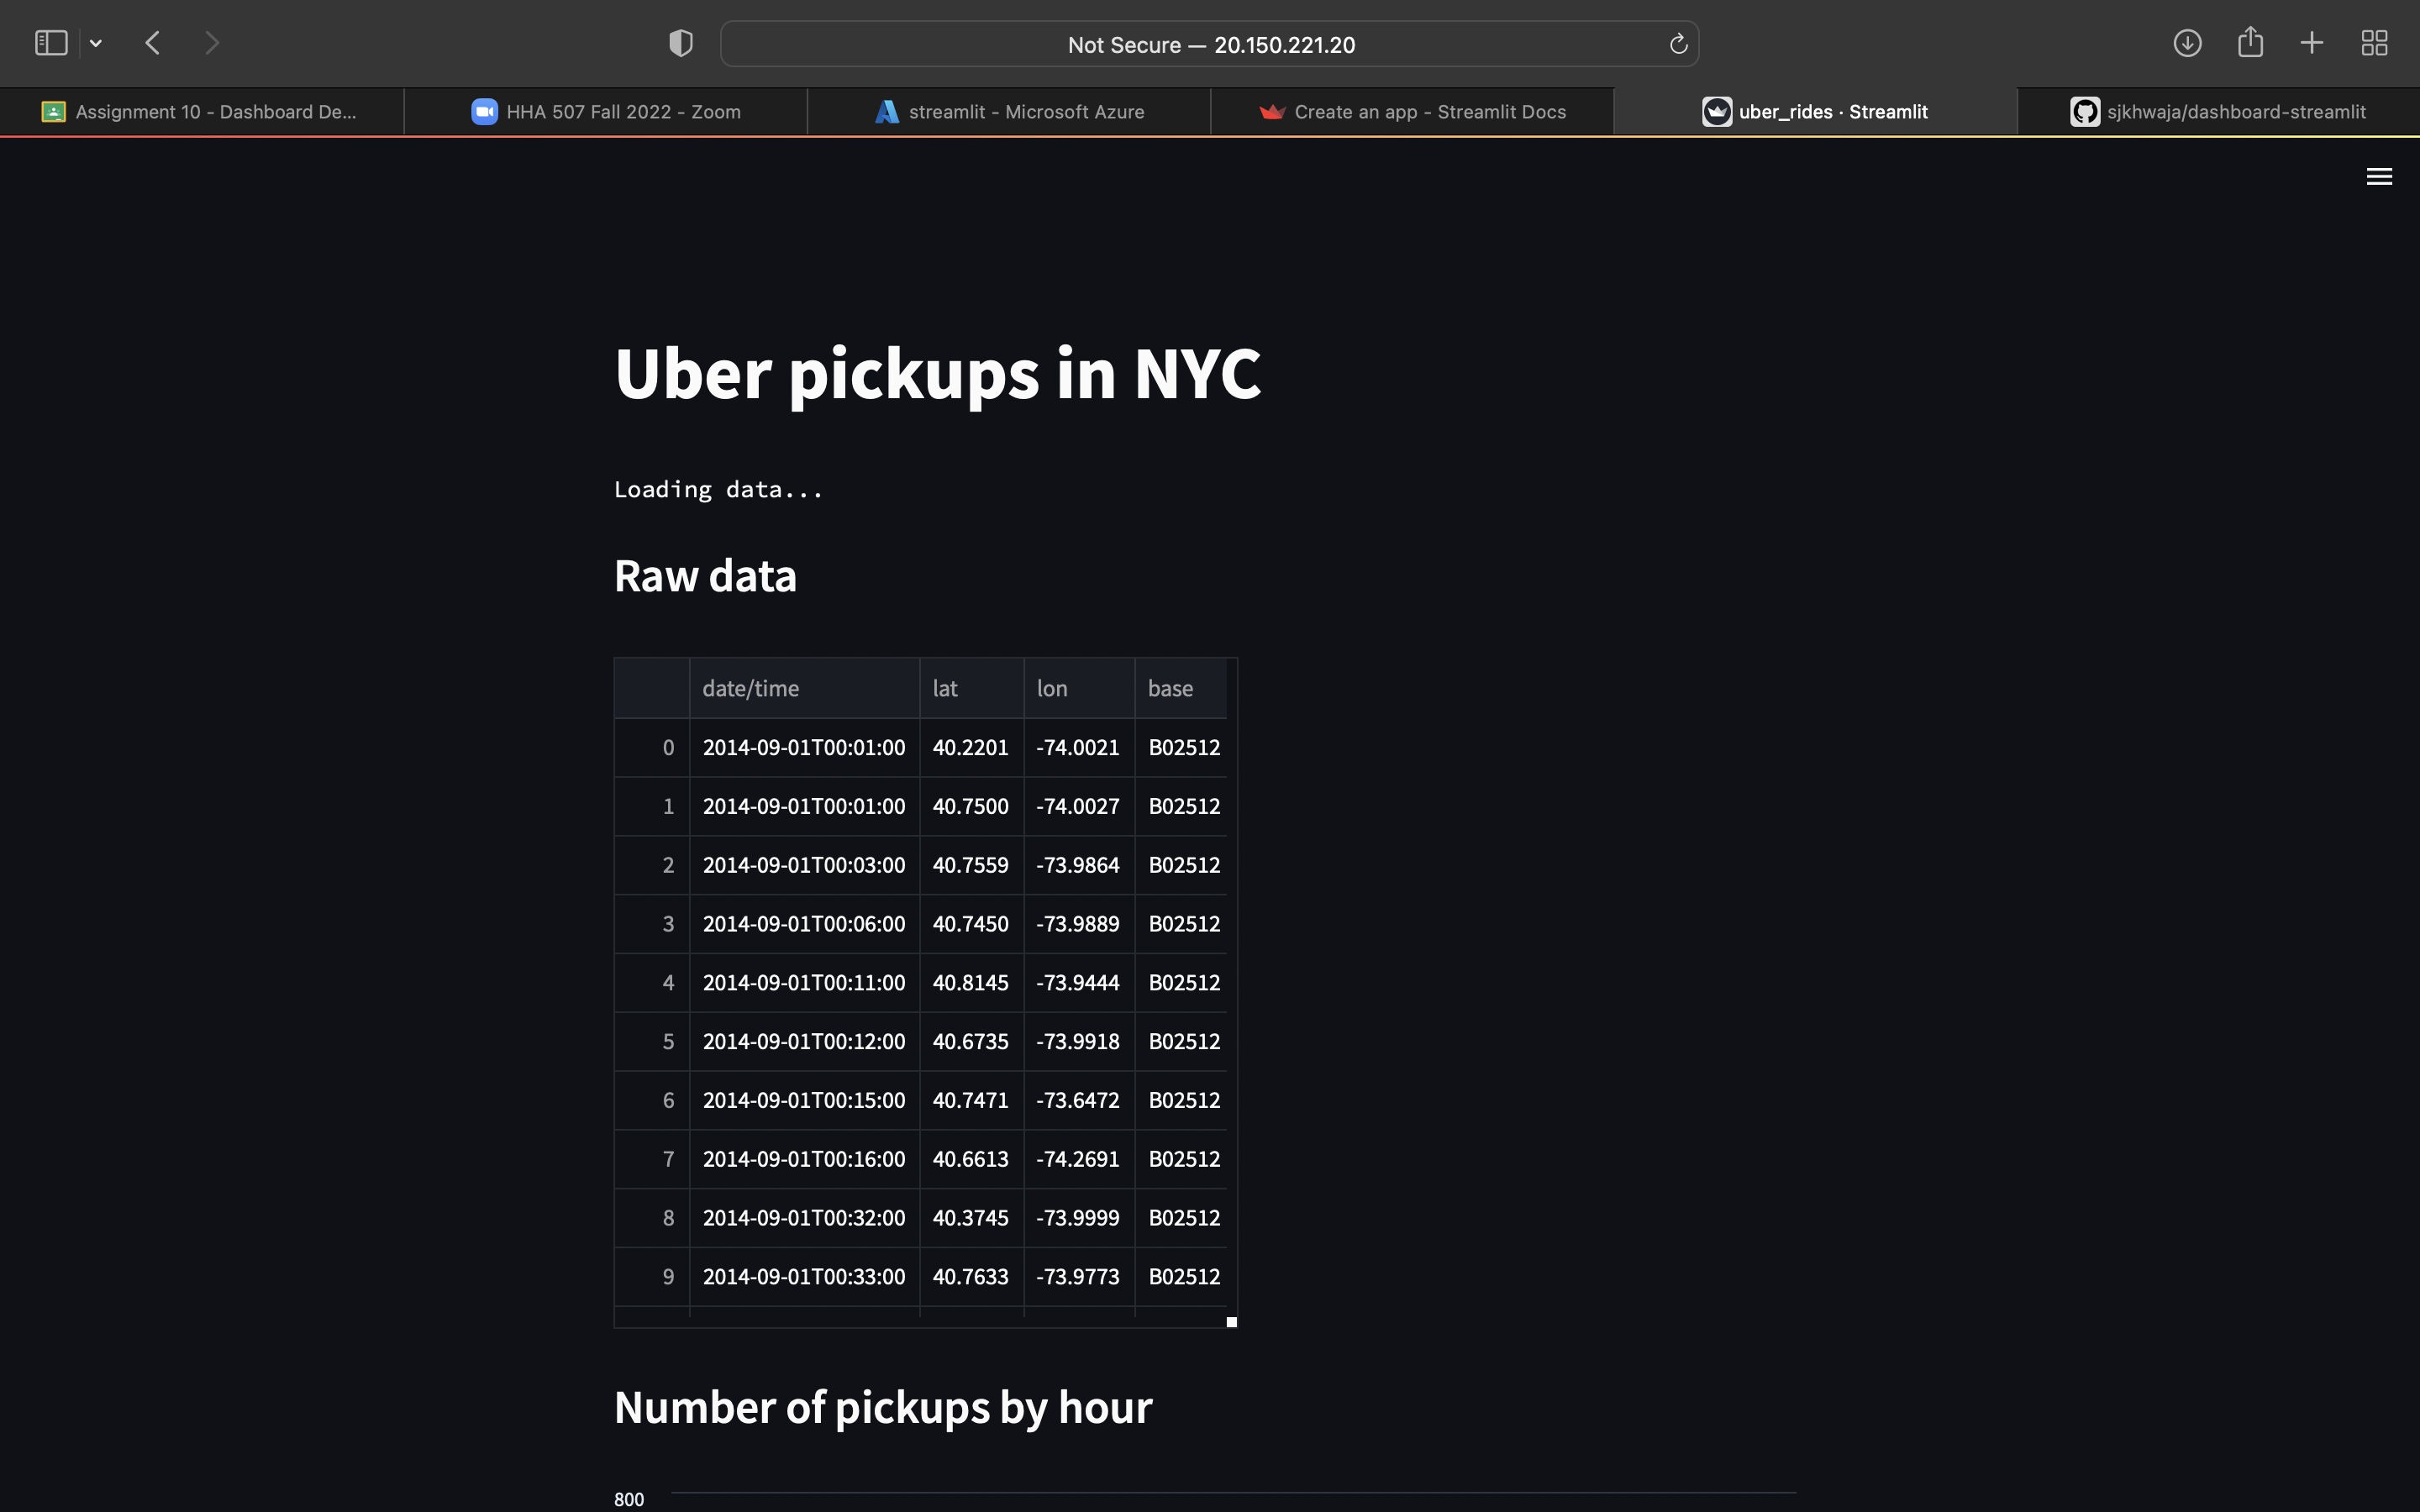 Not Secure — 20.150.221.20
Assignment 10 - Dashboard De... HHA 507 Fall 2022 - Zoom streamlit - Microsoft Azure Create an app - Streamlit Docs uber_rides · Streamlit sjkhwaja/dashboard-streamlit
Uber pickups in NYC
Loading data...
Raw data
date/time lat lon base
0 2014-09-01T00:01:00 40.2201 -74.0021 B02512
1 2014-09-01T00:01:00 40.7500 -74.0027 B02512
2 2014-09-01T00:03:00 40.7559 -73.9864 B02512
3 2014-09-01T00:06:00 40.7450 -73.9889 B02512
4 2014-09-01T00:11:00 40.8145 -73.9444 B02512
5 2014-09-01T00:12:00 40.6735 -73.9918 B02512
6 2014-09-01T00:15:00 40.7471 -73.6472 B02512
7 2014-09-01T00:16:00 40.6613 -74.2691 B02512
8 2014-09-01T00:32:00 40.3745 -73.9999 B02512
9 2014-09-01T00:33:00 40.7633 -73.9773 B02512
Number of pickups by hour
800